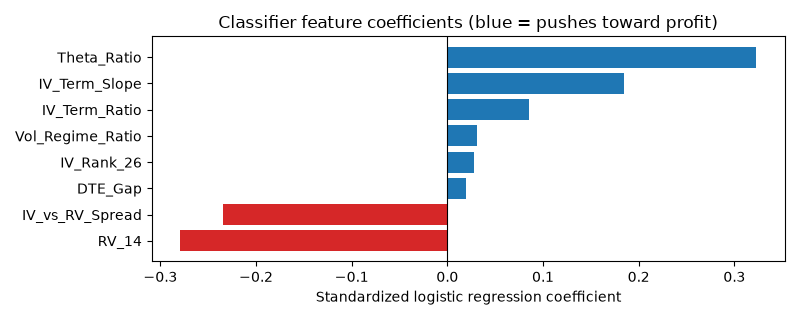 Classifier feature coefficients (blue = pushes toward profit)
Theta_Ratio
IV_Term_Slope
IV_Term_Ratio
Vol_Regime_Ratio
IV_Rank_26
DTE_Gap
IV_vs_RV_Spread
RV_14
−0.3 −0.2 −0.1 0.0 0.1 0.2 0.3
Standardized logistic regression coefficient